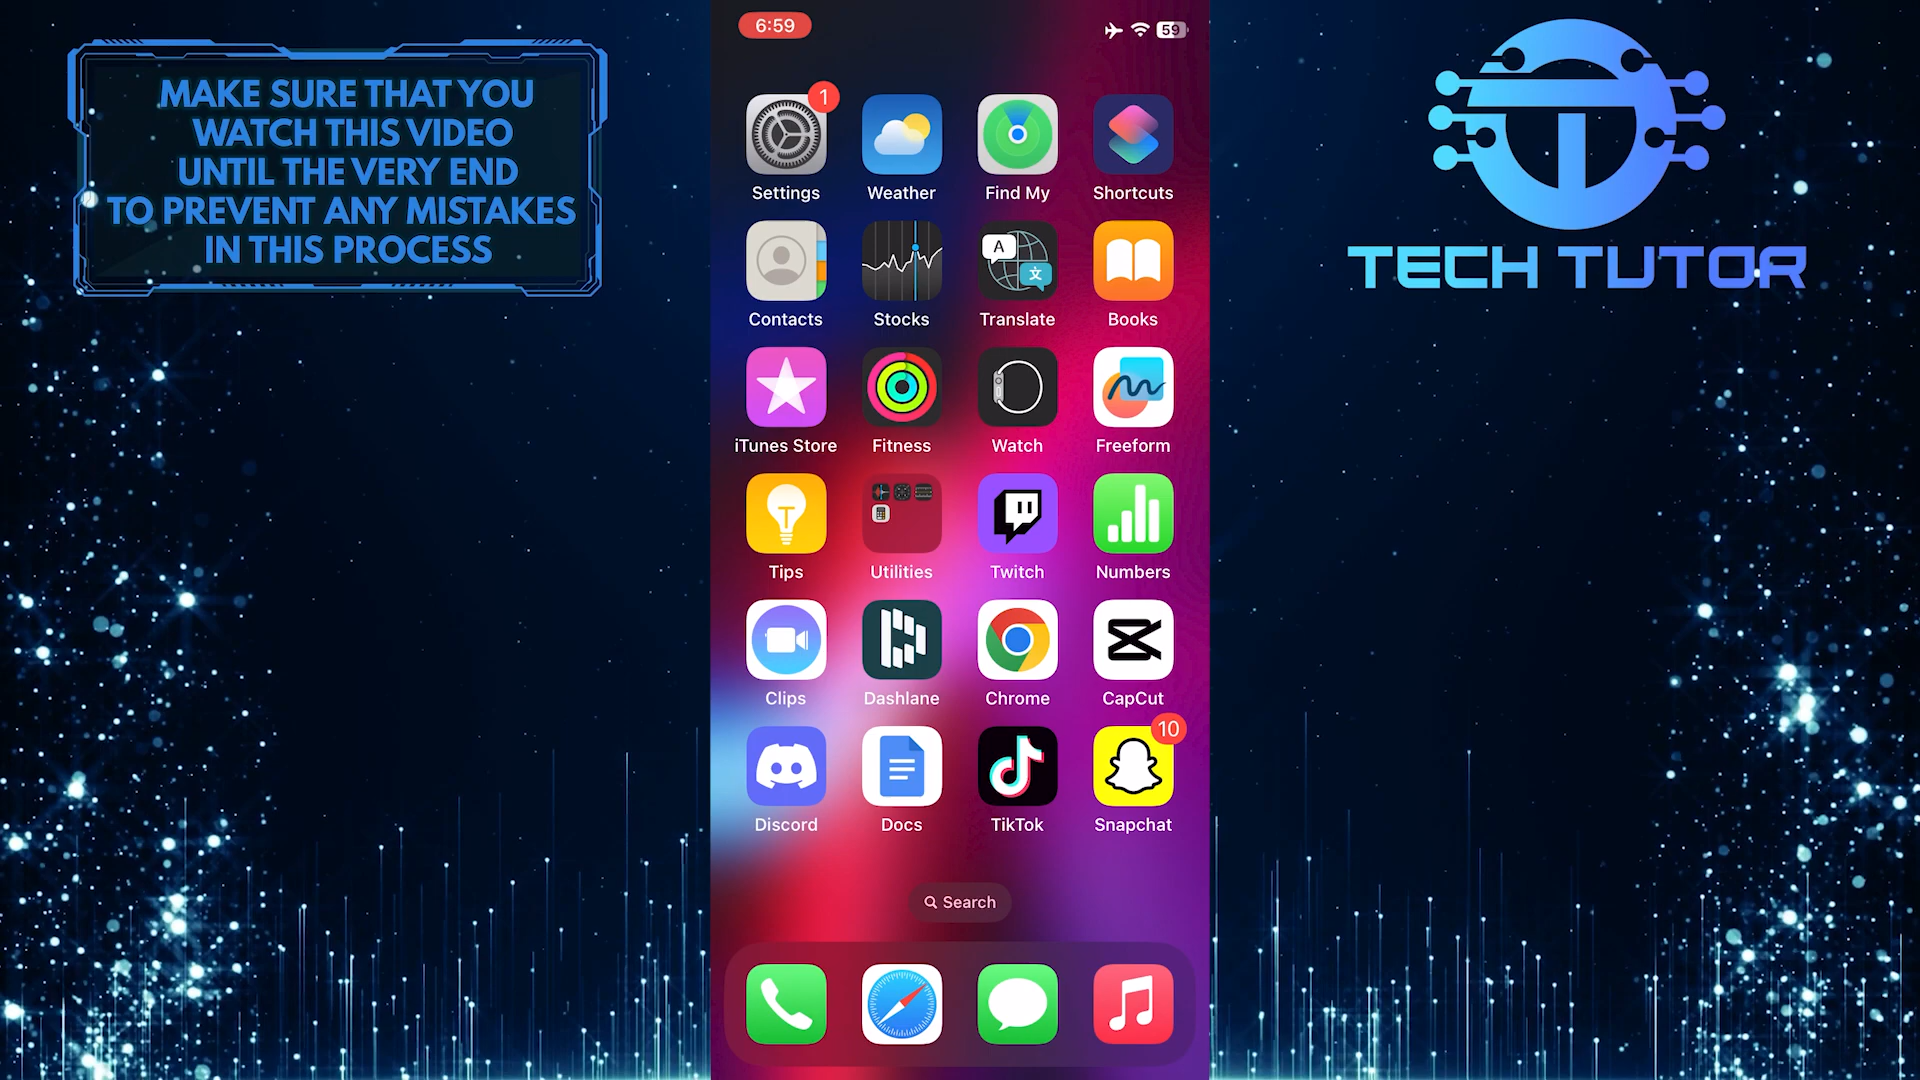 MAKE SURE THAT YOU
WATCH THIS VIDEO
UNTIL THE VERY END
TO PREVENT ANY MISTAKES
IN THIS PROCESS
6:59
59
1
Settings
Weather
Find My
Shortcuts
A
文
Contacts
Stocks
Translate
Books
iTunes Store
Fitness
Watch
Freeform
Tips
Utilities
Twitch
Numbers
Clips
Dashlane
Chrome
CapCut
10
Discord
Docs
TikTok
Snapchat
Search
TECH TUTOR